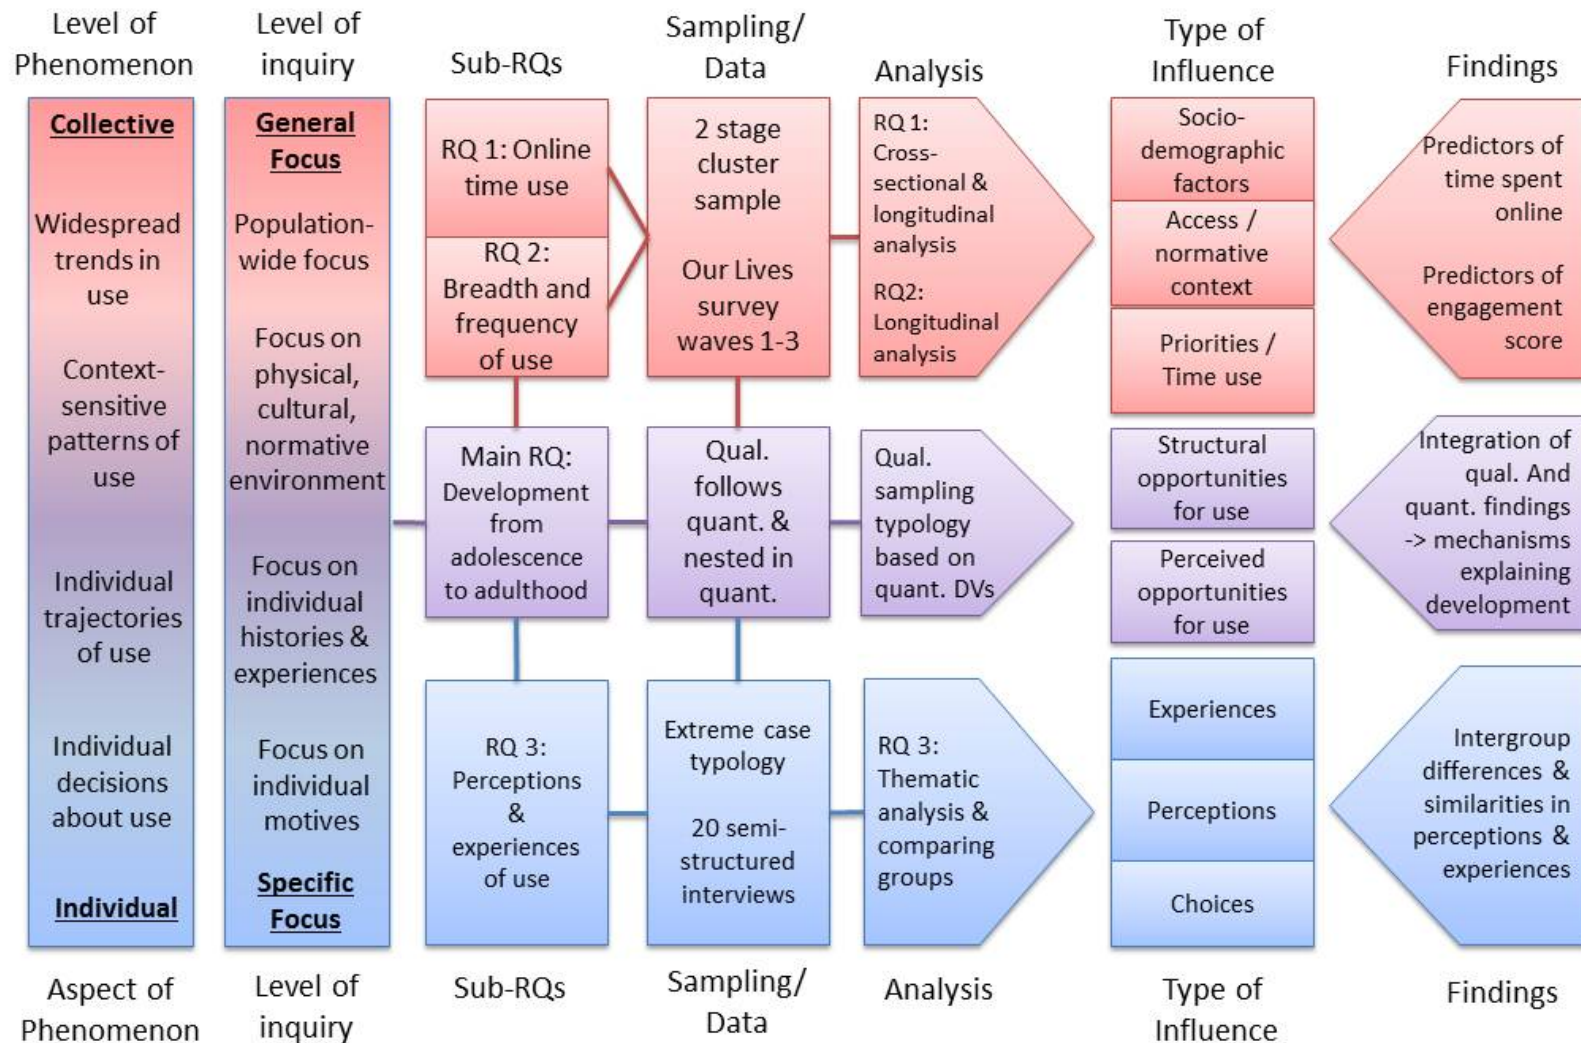 Level of
Phenomenon
Level of
inquiry
Sub-RQs
Sampling/
Data
Analysis
Type of
Influence
Findings
Collective
Widespread
trends in
use
Context-
sensitive
patterns of
use
Individual
trajectories
of use
Individual
decisions
about use
Individual
General
Focus
Population-
wide focus
Focus on
physical,
cultural,
normative
environment
Focus on
individual
histories &
experiences
Focus on
individual
motives
Specific
Focus
RQ 1: Online
time use
RQ 2:
Breadth and
frequency
of use
2 stage
cluster
sample
Our Lives
survey
waves 1-3
RQ 1:
Cross-
sectional &
longitudinal
analysis
RQ2:
Longitudinal
analysis
Socio-
demographic
factors
Access /
normative
context
Priorities /
Time use
Predictors of
time spent
online
Predictors of
engagement
score
Main RQ:
Development
from
adolescence
to adulthood
Qual.
follows
quant. &
nested in
quant.
Qual.
sampling
typology
based on
quant. DVs
Structural
opportunities
for use
Perceived
opportunities
for use
Integration of
qual. And
quant. findings
-> mechanisms
explaining
development
RQ 3:
Perceptions
&
experiences
of use
Extreme case
typology
20 semi-
structured
interviews
RQ 3:
Thematic
analysis &
comparing
groups
Experiences
Perceptions
Choices
Intergroup
differences &
similarities in
perceptions &
experiences
Aspect of
Phenomenon
Level of
inquiry
Sub-RQs
Sampling/
Data
Analysis
Type of
Influence
Findings